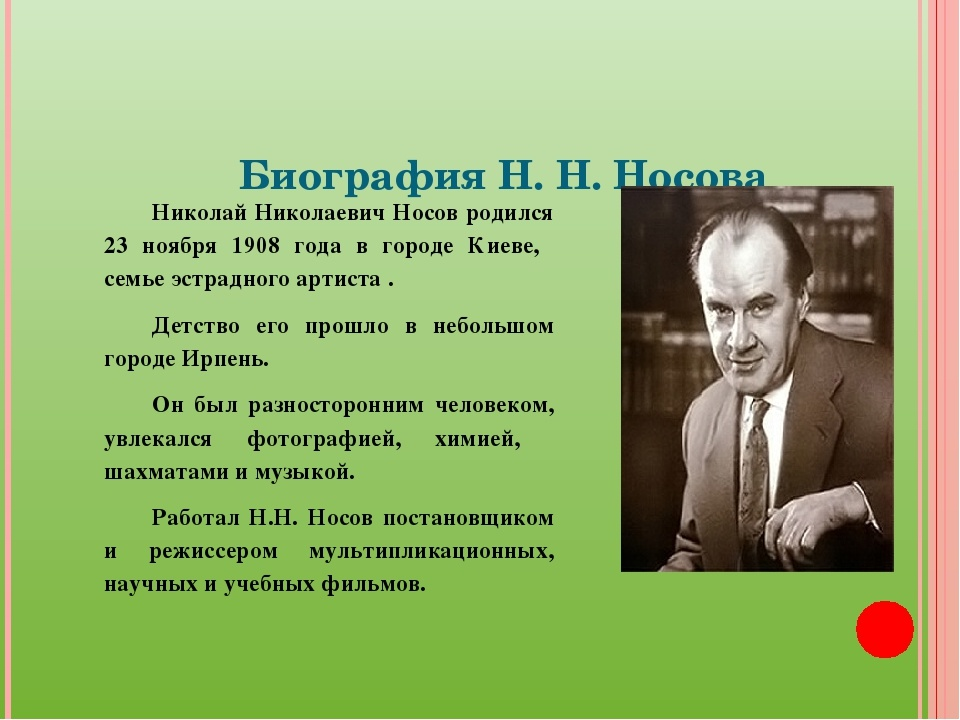 Биография Н. Н. Носова
Николай Николаевич Носов родился
23 ноября 1908 года в городе Киеве,
семье эстрадного артиста .
Детство его прошло в небольшом
городе Ирпень.
Он был разносторонним человеком,
увлекался фотографией, химией,
шахматами и музыкой.
Работал Н.Н. Носов постановщиком
и режиссером мультипликационных,
научных и учебных фильмов.